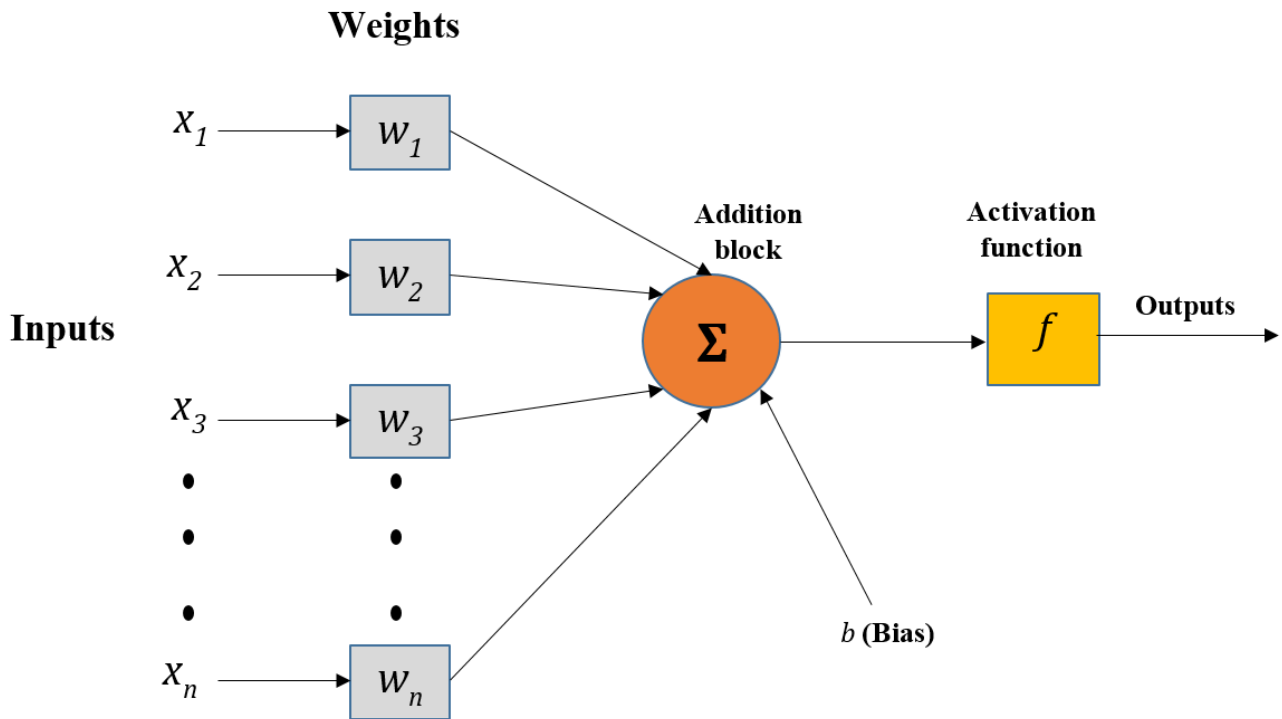 Weights
x1
w1
Addition
block
Activation
function
x2
w2
Inputs
Σ
f
Outputs
x3
w3
b (Bias)
xn
wn